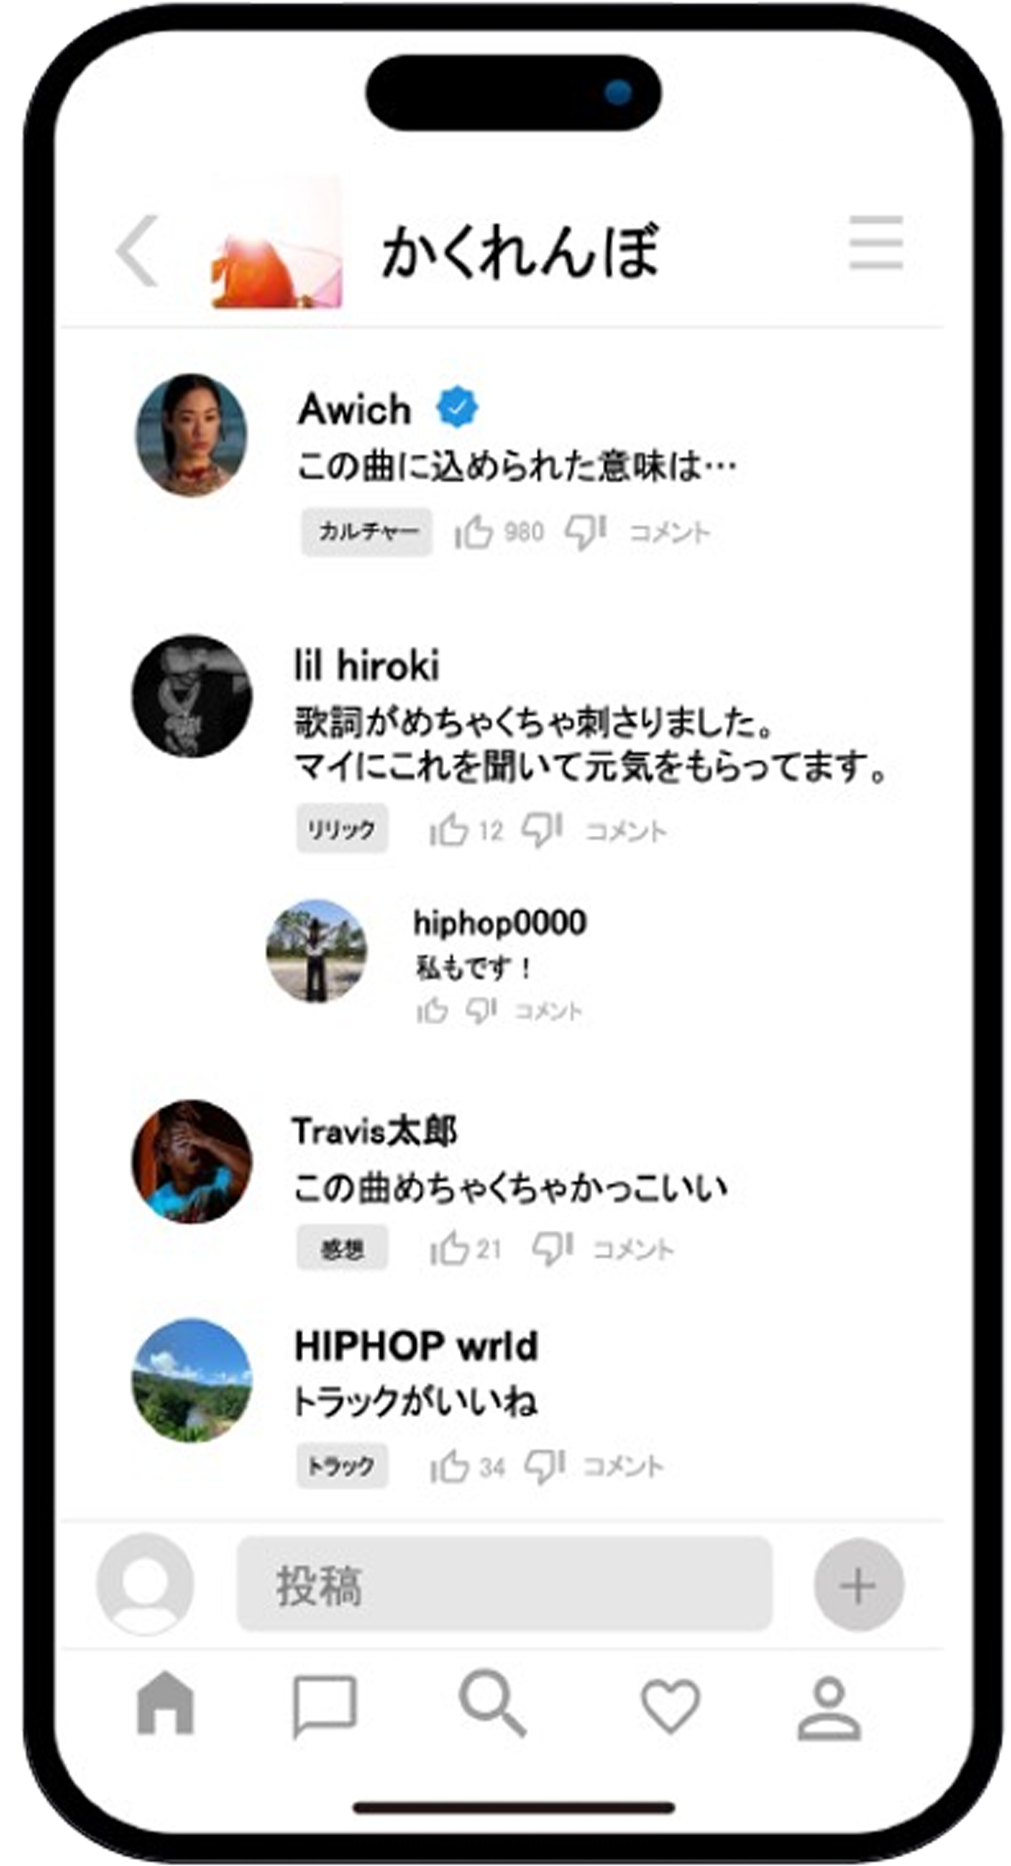 かくれんぼ
Awich
この曲に込められた意味は…
カルチャー 980 コメント
lil hiroki
歌詞がめちゃくちゃ刺さりました。
マイにこれを聞いて元気をもらってます。
リリック 12 コメント
hiphop0000
私もです！
コメント
Travis太郎
この曲めちゃくちゃかっこいい
感想 21 コメント
HIPHOP wrld
トラックがいいね
トラック 34 コメント
投稿